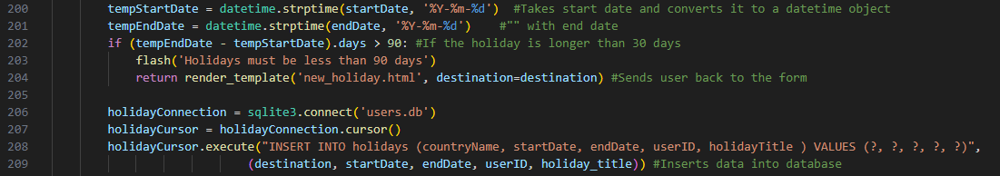 200 tempStartDate = datetime.strptime(startDate, '%Y-%m-%d') #Takes start date and converts it to a datetime object
201 tempEndDate = datetime.strptime(endDate, '%Y-%m-%d') #"" with end date
202 if (tempEndDate - tempStartDate).days > 90: #If the holiday is longer than 30 days
203 flash('Holidays must be less than 90 days')
204 return render_template('new_holiday.html', destination=destination) #Sends user back to the form
205
206 holidayConnection = sqlite3.connect('users.db')
207 holidayCursor = holidayConnection.cursor()
208 holidayCursor.execute("INSERT INTO holidays (countryName, startDate, endDate, userID, holidayTitle ) VALUES (?, ?, ?, ?, ?)",
209 (destination, startDate, endDate, userID, holiday_title)) #Inserts data into database